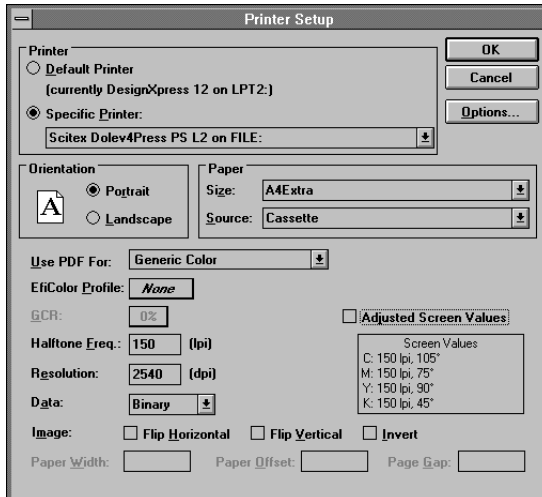 Printer Setup
Printer
Default Printer
(currently DesignXpress 12 on LPT2:)
Specific Printer:
Scitex Dolev4Press PS L2 on FILE:
OK
Cancel
Options...
Orientation
A
Portrait
Landscape
Paper
Size: A4Extra
Source: Cassette
Use PDF For: Generic Color
EfiColor Profile: None
GCR: 0%
Halftone Freq.: 150 (lpi)
Resolution: 2540 (dpi)
Data: Binary
Adjusted Screen Values
Screen Values
C: 150 lpi, 105°
M: 150 lpi, 75°
Y: 150 lpi, 90°
K: 150 lpi, 45°
Image: Flip Horizontal Flip Vertical Invert
Paper Width: Paper Offset: Page Gap: